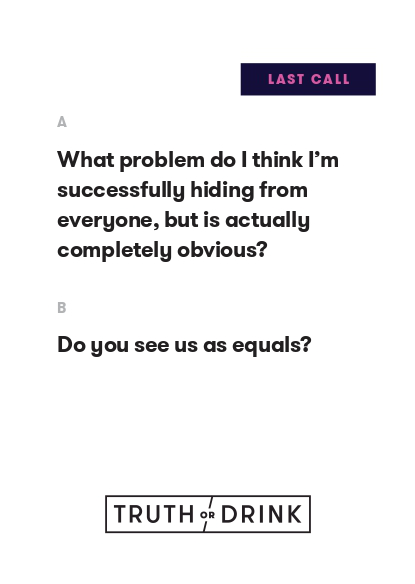 LAST CALL
A
What problem do I think I'm
successfully hiding from
everyone, but is actually
completely obvious?
B
Do you see us as equals?
TRUTH OR DRINK